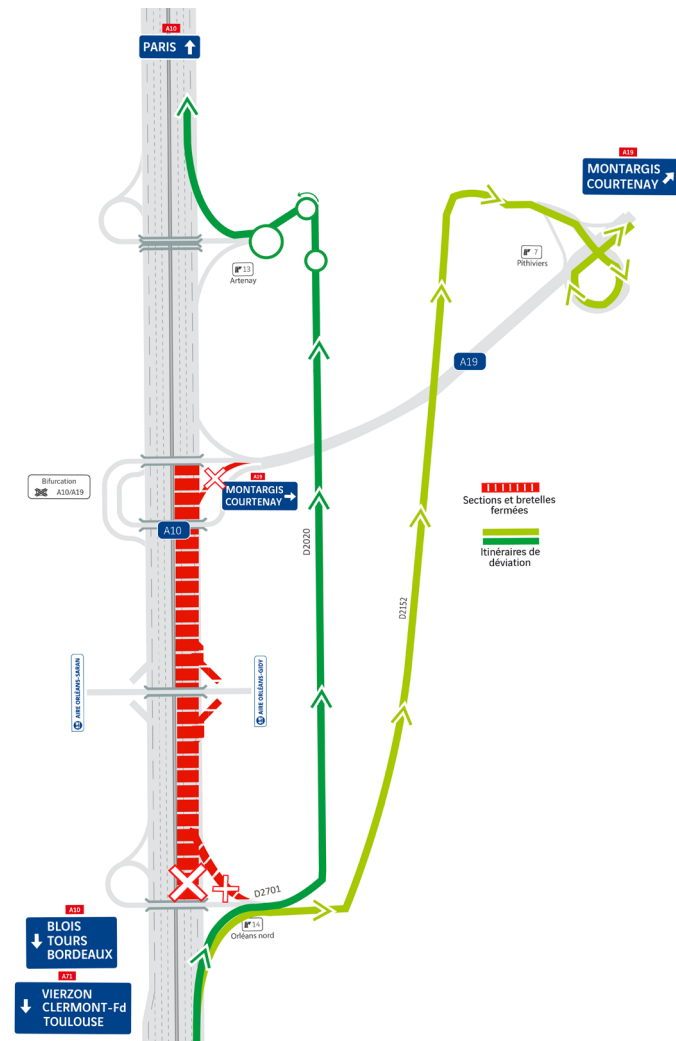 A10
PARIS
A19
MONTARGIS
COURTENAY
7
Pithiviers
13
Artenay
A19
Bifurcation
A10/A19
A19
MONTARGIS
COURTENAY
Sections et bretelles
fermées
A10
D2020
Itinéraires de
déviation
D2152
AIRE ORLÉANS-SARAN
AIRE ORLÉANS-GIDY
D2701
14
Orléans nord
A10
BLOIS
TOURS
BORDEAUX
A71
VIERZON
CLERMONT-Fd
TOULOUSE